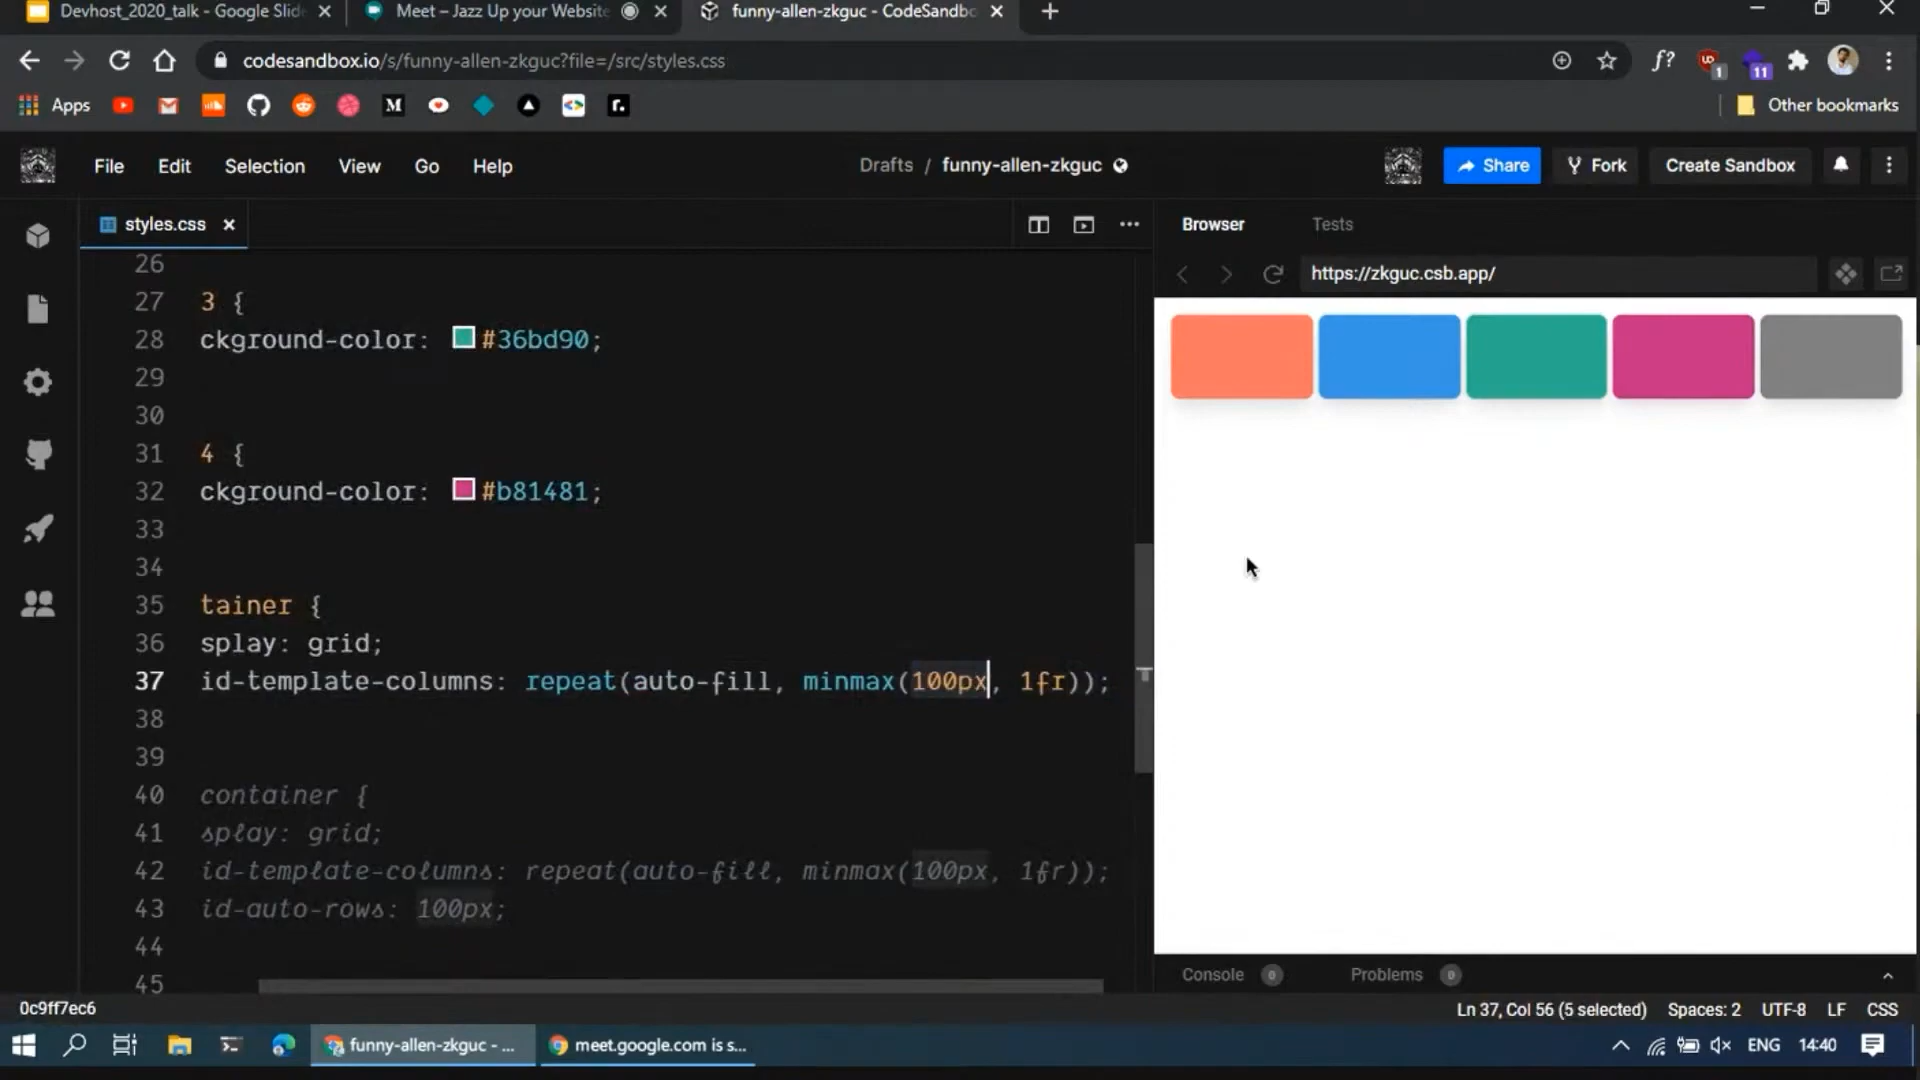 Devhost_2020_talk - Google Slid
Meet – Jazz Up your Website
funny-allen-zkguc - CodeSandbo
codesandbox.io/s/funny-allen-zkguc?file=/src/styles.css
f?
1
11
Apps
M
r.
Other bookmarks
File Edit Selection View Go Help
Drafts / funny-allen-zkguc
Share
Fork
Create Sandbox
styles.css
Browser
Tests
https://zkguc.csb.app/
26
27 3 {
28 ckground-color: #36bd90;
29
30
31 4 {
32 ckground-color: #b81481;
33
34
35 tainer {
36 splay: grid;
37 id-template-columns: repeat(auto-fill, minmax(100px, 1fr));
38
39
40 container {
41 splay: grid;
42 id-template-columns: repeat(auto-fill, minmax(100px, 1fr));
43 id-auto-rows: 100px;
44
45
Console 0
Problems 0
0c9ff7ec6
Ln 37, Col 56 (5 selected) Spaces: 2 UTF-8 LF CSS
funny-allen-zkguc - ...
meet.google.com is s...
ENG
14:40